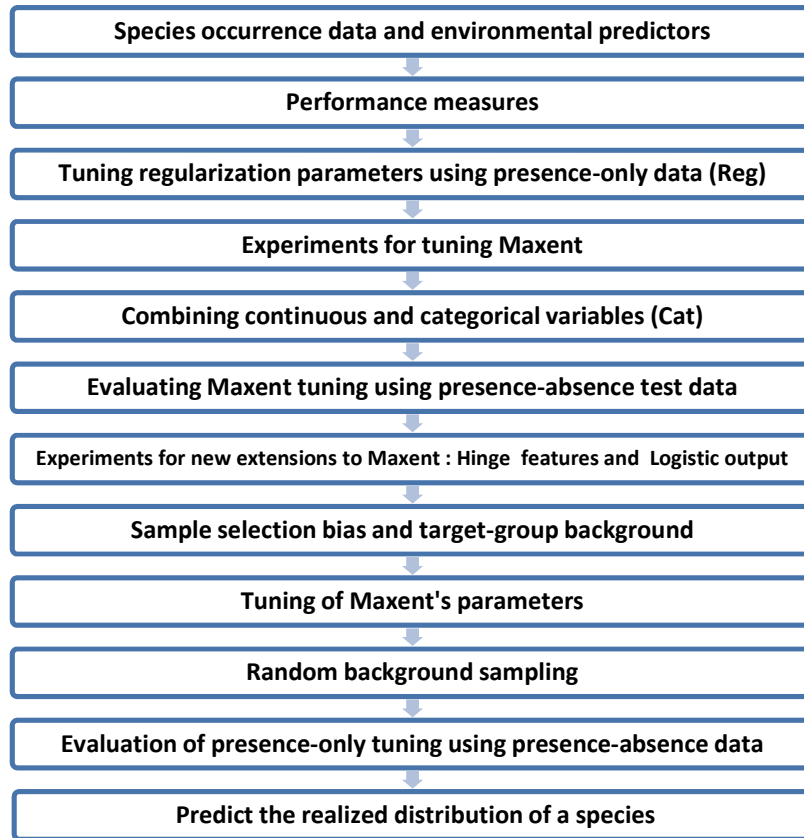 Species occurrence data and environmental predictors
Performance measures
Tuning regularization parameters using presence-only data (Reg)
Experiments for tuning Maxent
Combining continuous and categorical variables (Cat)
Evaluating Maxent tuning using presence-absence test data
Experiments for new extensions to Maxent : Hinge features and Logistic output
Sample selection bias and target-group background
Tuning of Maxent's parameters
Random background sampling
Evaluation of presence-only tuning using presence-absence data
Predict the realized distribution of a species